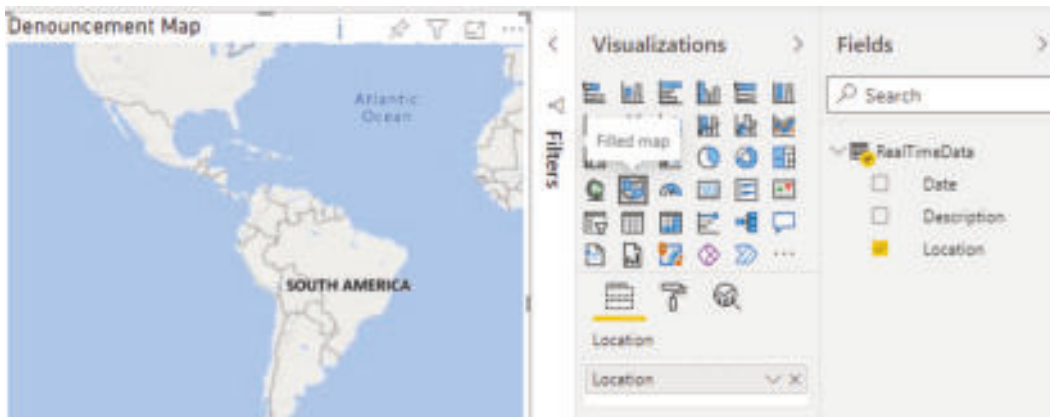 Denouncement Map
Atlantic
Ocean
SOUTH AMERICA
Filters
Visualizations
Filled map
Location
Location
Fields
Search
RealTimeData
Date
Description
Location